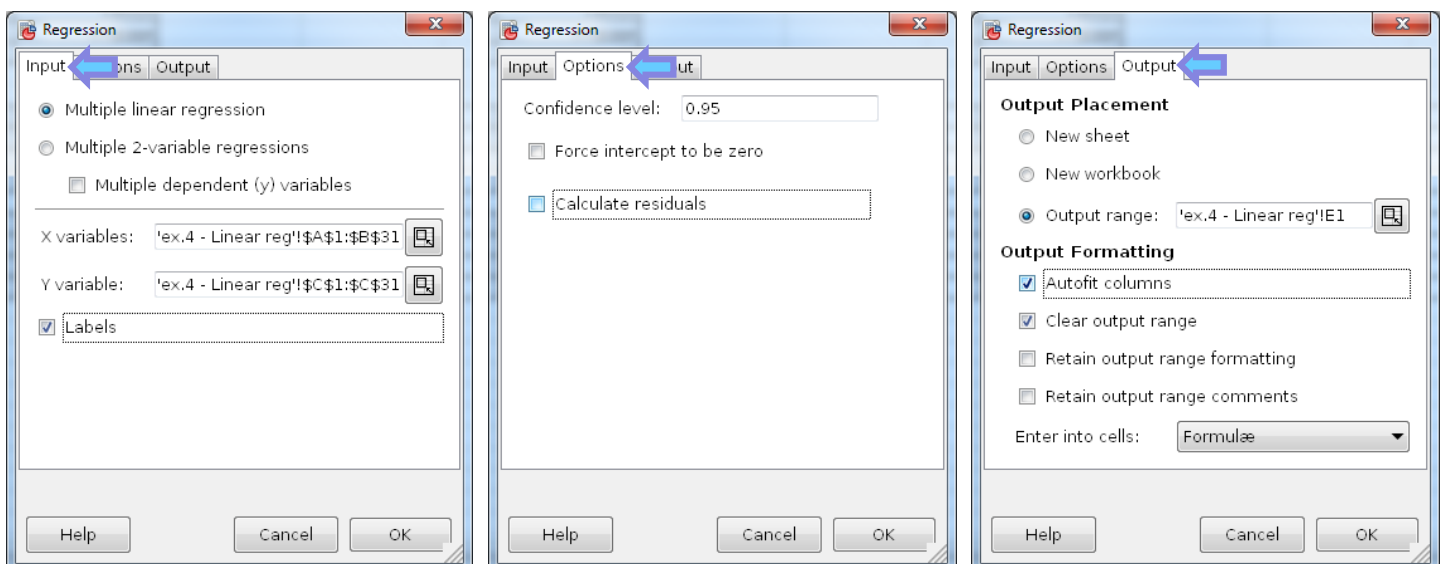 Regression
Input ons Output
Multiple linear regression
Multiple 2-variable regressions
Multiple dependent (y) variables
X variables: 'ex.4 - Linear reg'!$A$1:$B$31
Y variable: 'ex.4 - Linear reg'!$C$1:$C$31
Labels
Help Cancel OK
Regression
Input Options ut
Confidence level: 0.95
Force intercept to be zero
Calculate residuals
Help Cancel OK
Regression
Input Options Output
Output Placement
New sheet
New workbook
Output range: 'ex.4 - Linear reg'!E1
Output Formatting
Autofit columns
Clear output range
Retain output range formatting
Retain output range comments
Enter into cells: Formulæ
Help Cancel OK